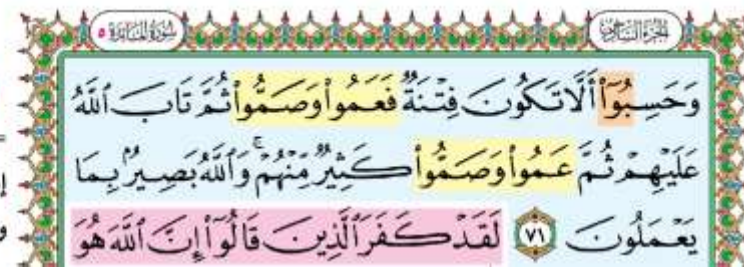 الجزء السادس
سورة المائدة ٥
وَحَسِبُوٓا۟ أَلَّا تَكُونَ فِتْنَةٌ فَعَمُوا۟ وَصَمُّوا۟ ثُمَّ تَابَ ٱللَّهُ
عَلَيْهِمْ ثُمَّ عَمُوا۟ وَصَمُّوا۟ كَثِيرٌ مِّنْهُمْ ۚ وَٱللَّهُ بَصِيرٌۢ بِمَا
يَعْمَلُونَ ٧١ لَقَدْ كَفَرَ ٱلَّذِينَ قَالُوٓا۟ إِنَّ ٱللَّهَ هُوَ